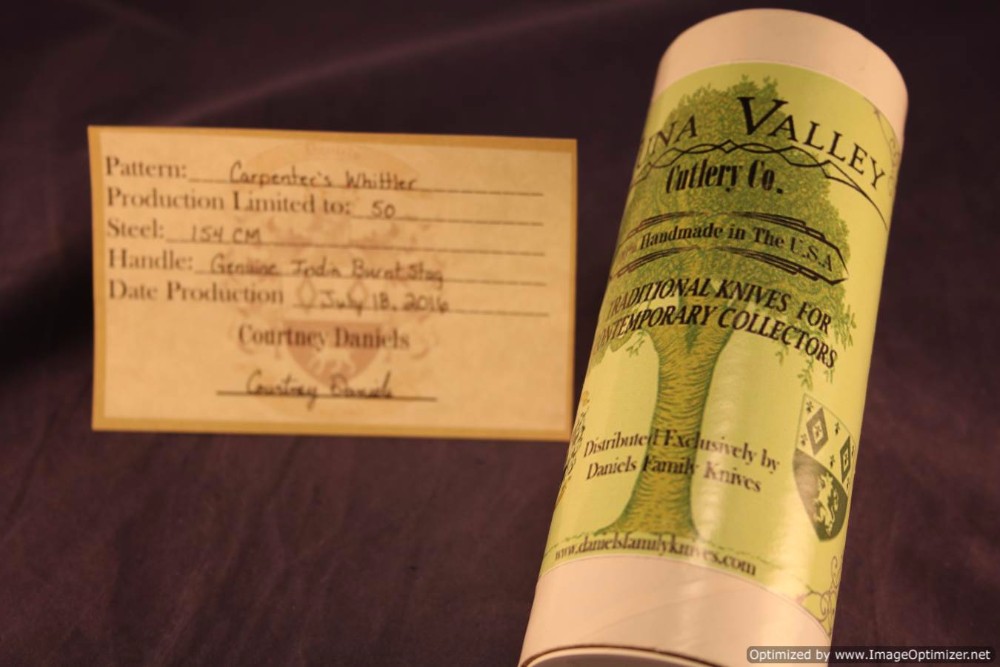 Pattern: Carpenter's Whittler
Production Limited to: 50
Steel: 154 CM
Handle: Genuine India Burnt Stag
Date Production July 18, 2016
Courtney Daniels
Courtney Daniels
VALLEY
Cutlery Co.
Handmade in The U.S.A
TRADITIONAL KNIVES FOR
CONTEMPORARY COLLECTORS
Distributed Exclusively by
Daniels Family Knives
www.danielsfamilyknives.com
Optimized by www.ImageOptimizer.net